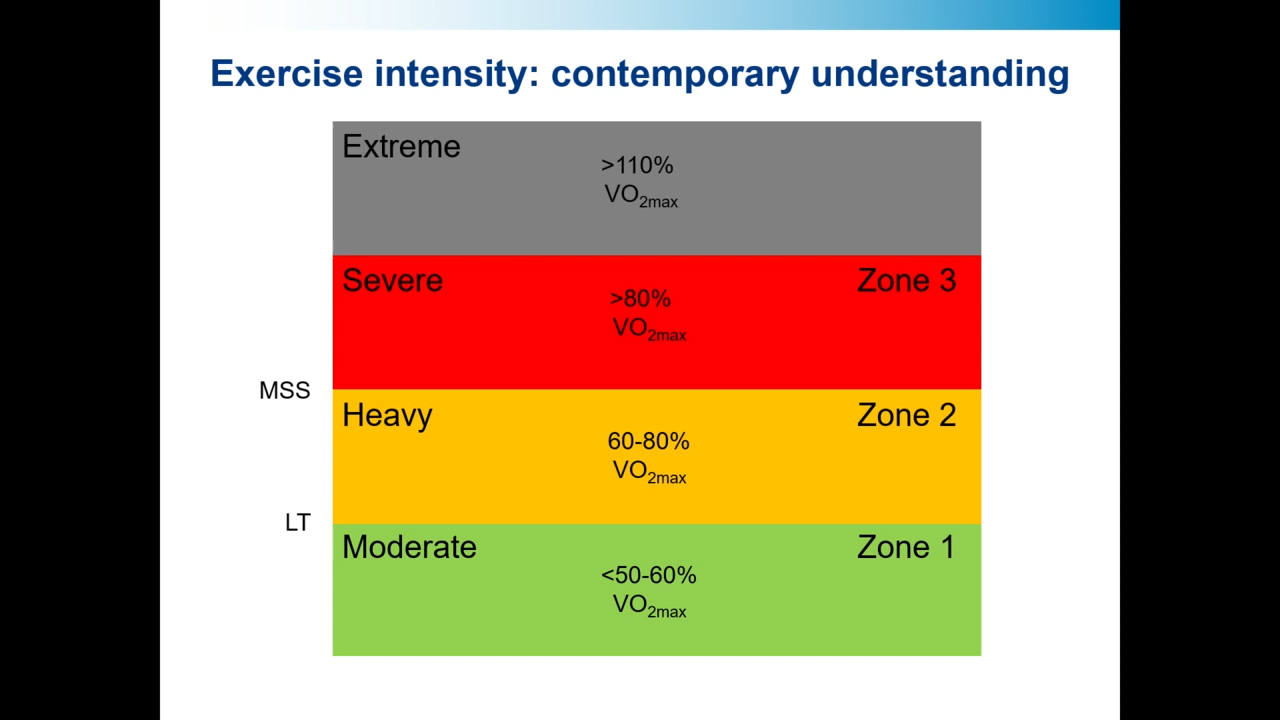 Exercise intensity: contemporary understanding
Extreme
>110%
VO₂max
Severe
Zone 3
>80%
VO₂max
MSS
Heavy
Zone 2
60-80%
VO₂max
LT
Moderate
Zone 1
<50-60%
VO₂max